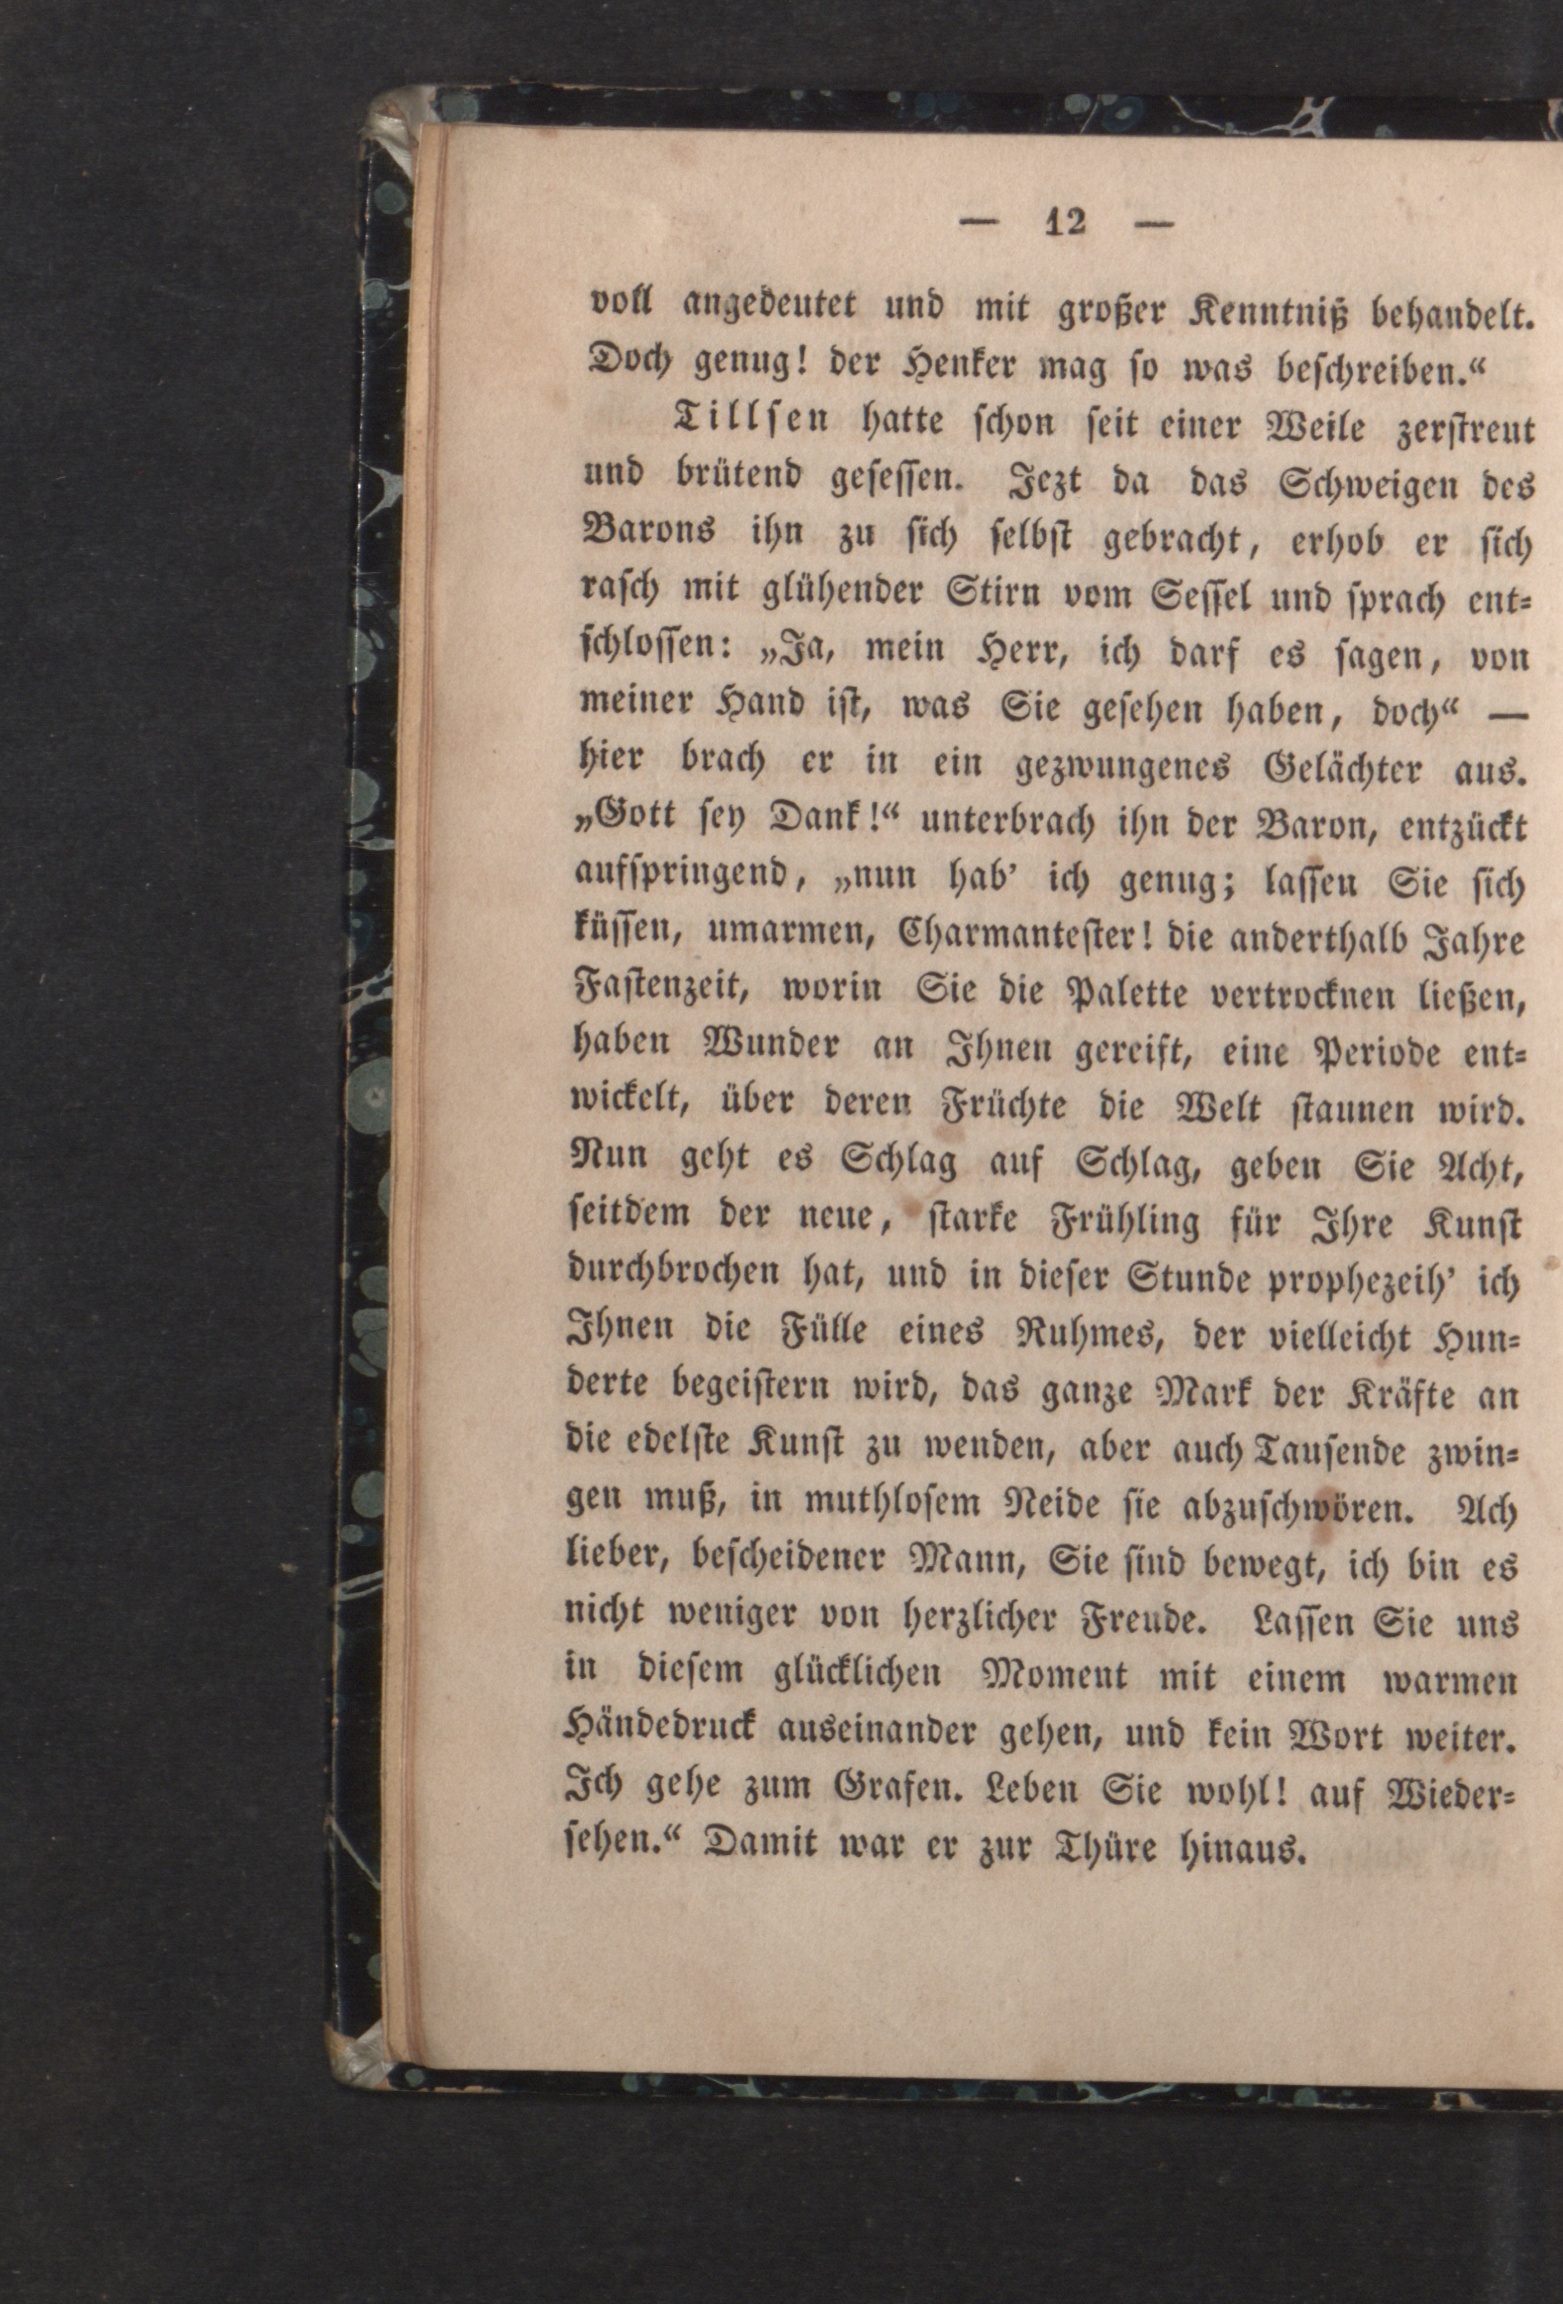 — 12 —
voll angedeutet und mit großer Kenntniß behandelt.
Doch genug! der Henker mag ſo was beſchreiben.“
Tillſen hatte ſchon ſeit einer Weile zerſtreut
und brütend geſeſſen. Jezt da das Schweigen des
Barons ihn zu ſich ſelbſt gebracht, erhob er ſich
raſch mit glühender Stirn vom Seſſel und ſprach ent⸗
ſchloſſen: „Ja, mein Herr, ich darf es ſagen, von
meiner Hand iſt, was Sie geſehen haben, doch“ —
hier brach er in ein gezwungenes Gelächter aus.
„Gott ſey Dank!“ unterbrach ihn der Baron, entzückt
aufſpringend, „nun hab’ ich genug; laſſen Sie ſich
küſſen, umarmen, Charmanteſter! die anderthalb Jahre
Faſtenzeit, worin Sie die Palette vertrocknen ließen,
haben Wunder an Ihnen gereift, eine Periode ent⸗
wickelt, über deren Früchte die Welt ſtaunen wird.
Nun geht es Schlag auf Schlag, geben Sie Acht,
ſeitdem der neue, ſtarke Frühling für Ihre Kunſt
durchbrochen hat, und in dieſer Stunde prophezeih’ ich
Ihnen die Fülle eines Ruhmes, der vielleicht Hun⸗
derte begeiſtern wird, das ganze Mark der Kräfte an
die edelſte Kunſt zu wenden, aber auch Tauſende zwin⸗
gen muß, in muthloſem Neide ſie abzuſchwören. Ach
lieber, beſcheidener Mann, Sie ſind bewegt, ich bin es
nicht weniger von herzlicher Freude. Laſſen Sie uns
in dieſem glücklichen Moment mit einem warmen
Händedruck auseinander gehen, und kein Wort weiter.
Ich gehe zum Grafen. Leben Sie wohl! auf Wieder⸗
ſehen.“ Damit war er zur Thüre hinaus.